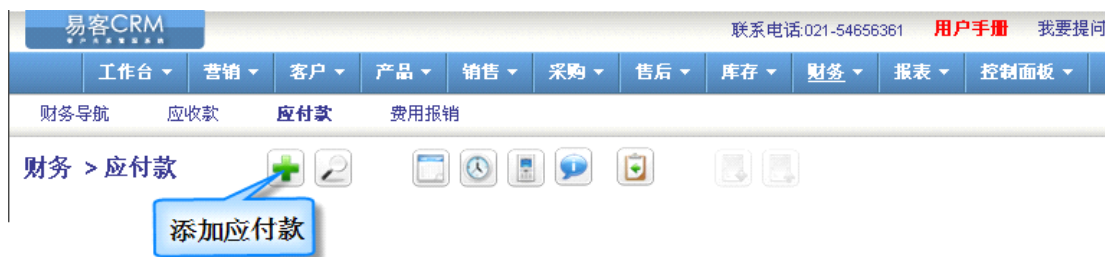 易客CRM
联系电话:021-54656361 用户手册 我要提问
工作台 营销 客户 产品 销售 采购 售后 库存 财务 报表 控制面板
财务导航 应收款 应付款 费用报销
财务 > 应付款
添加应付款